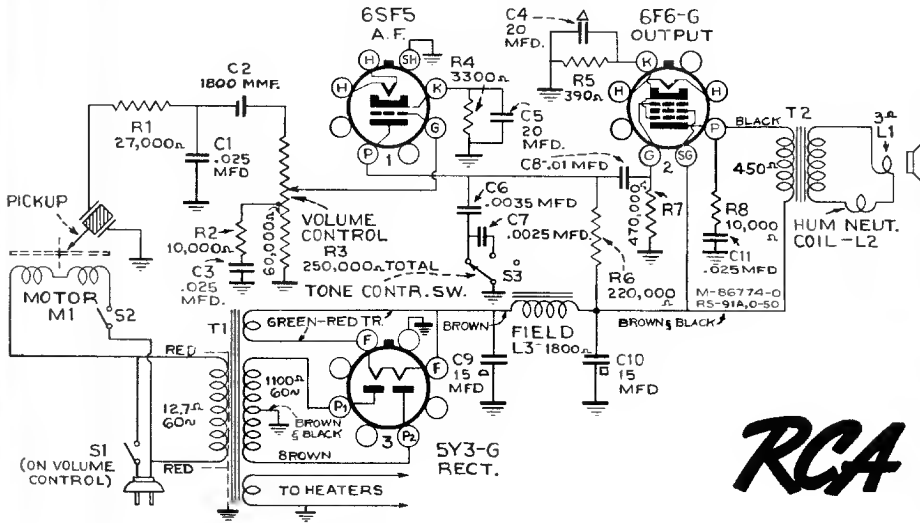 6SF5
A.F.
H
SH
H
K
G
P
1
R4
3300Ω
C5
20
MFD.
C4
20
MFD.
R5
390Ω
6F6-G
OUTPUT
K
H
H
P
G
SG
2
BLACK
T2
3Ω
L1
450Ω
HUM NEUT.
COIL-L2
C2
1800 MMF.
R1
27,000Ω
C1
.025
MFD
PICKUP
R2
10,000Ω
C3
.025
MFD.
60,000Ω
VOLUME
CONTROL
R3
250,000Ω TOTAL
TONE CONTR. SW.
C6
.0035 MFD
C7
.0025 MFD
S3
C8-.01 MFD
470,000Ω
R7
R8
10,000
Ω
C11
.025MFD
R6
220,000
Ω
M-86774-0
RS-91A,0-50
BROWN & BLACK
MOTOR
M1
S2
T1
RED
GREEN-RED TR.
BROWN
FIELD
L3-1800Ω
C9
15
MFD
C10
15
MFD
F
F
P1
P2
3
12.7Ω
60~
1100Ω
60~
BROWN
& BLACK
BROWN
5Y3-G
RECT.
S1
(ON VOLUME
CONTROL)
RED
TO HEATERS
RCA